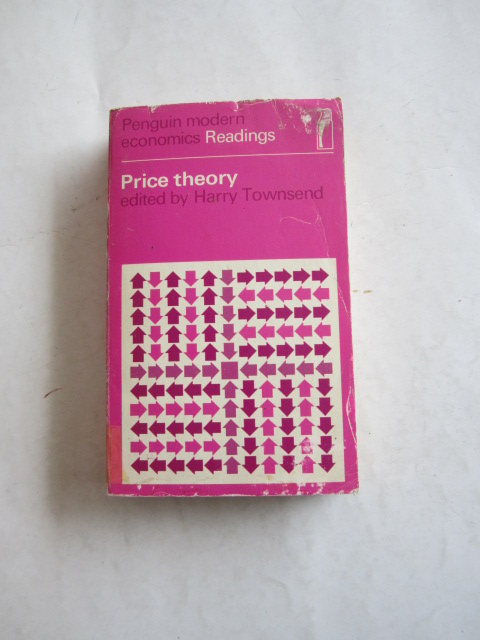 Penguin modern
economics Readings
Price theory
edited by Harry Townsend